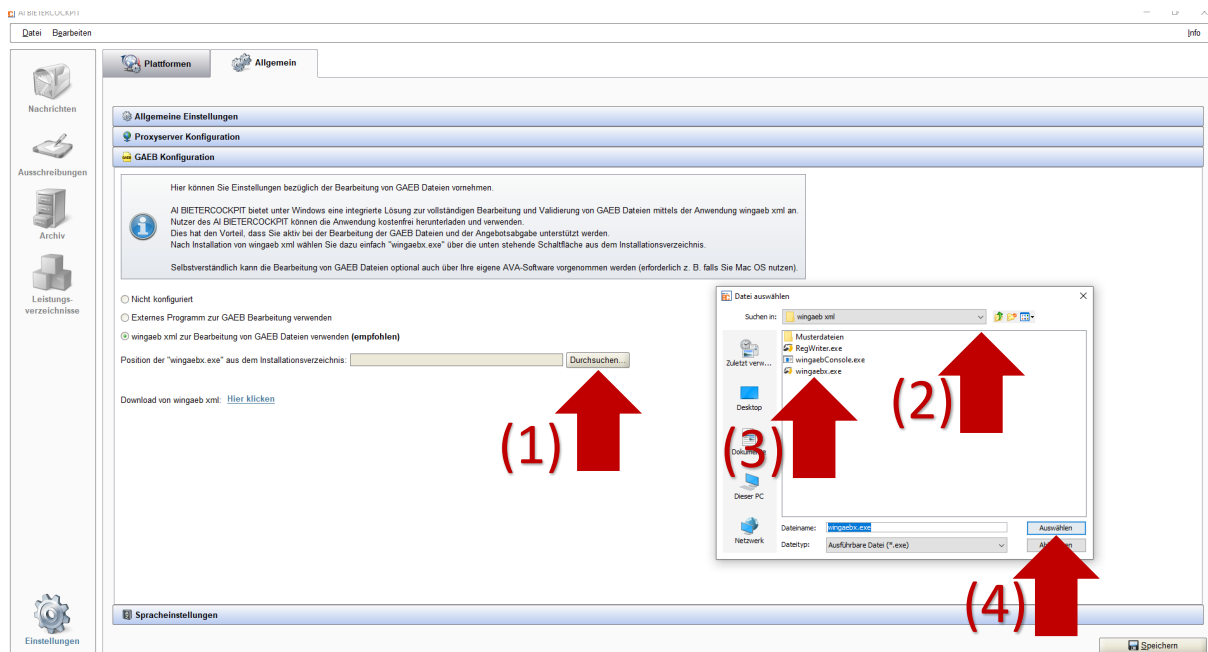 AI BIETERCOCKPIT
Datei Bearbeiten
Info
Plattformen
Allgemein
Nachrichten
Ausschreibungen
Archiv
Leistungs-
verzeichnisse
Einstellungen
Allgemeine Einstellungen
Proxyserver Konfiguration
GAEB Konfiguration
Hier können Sie Einstellungen bezüglich der Bearbeitung von GAEB Dateien vornehmen.
AI BIETERCOCKPIT bietet unter Windows eine integrierte Lösung zur vollständigen Bearbeitung und Validierung von GAEB Dateien mittels der Anwendung wingaeb xml an.
Nutzer des AI BIETERCOCKPIT können die Anwendung kostenfrei herunterladen und verwenden.
Dies hat den Vorteil, dass Sie aktiv bei der Bearbeitung der GAEB Dateien und der Angebotsabgabe unterstützt werden.
Nach Installation von wingaeb xml wählen Sie dazu einfach "wingaebx.exe" über die unten stehende Schaltfläche aus dem Installationsverzeichnis.
Selbstverständlich kann die Bearbeitung von GAEB Dateien optional auch über Ihre eigene AVA-Software vorgenommen werden (erforderlich z. B. falls Sie Mac OS nutzen).
Nicht konfiguriert
Externes Programm zur GAEB Bearbeitung verwenden
wingaeb xml zur Bearbeitung von GAEB Dateien verwenden (empfohlen)
Position der "wingaebx.exe" aus dem Installationsverzeichnis:
Durchsuchen...
Download von wingaeb xml: Hier klicken
(1)
Datei auswählen
Suchen in: wingaeb xml
Zuletzt verw...
Desktop
Dieser PC
Netzwerk
Musterdateien
RegWriter.exe
wingaebConsole.exe
wingaebx.exe
(2)
(3)
Dateiname: wingaebx.exe
Auswählen
Dateityp: Ausführbare Datei (*.exe)
(4)
Spracheinstellungen
Speichern